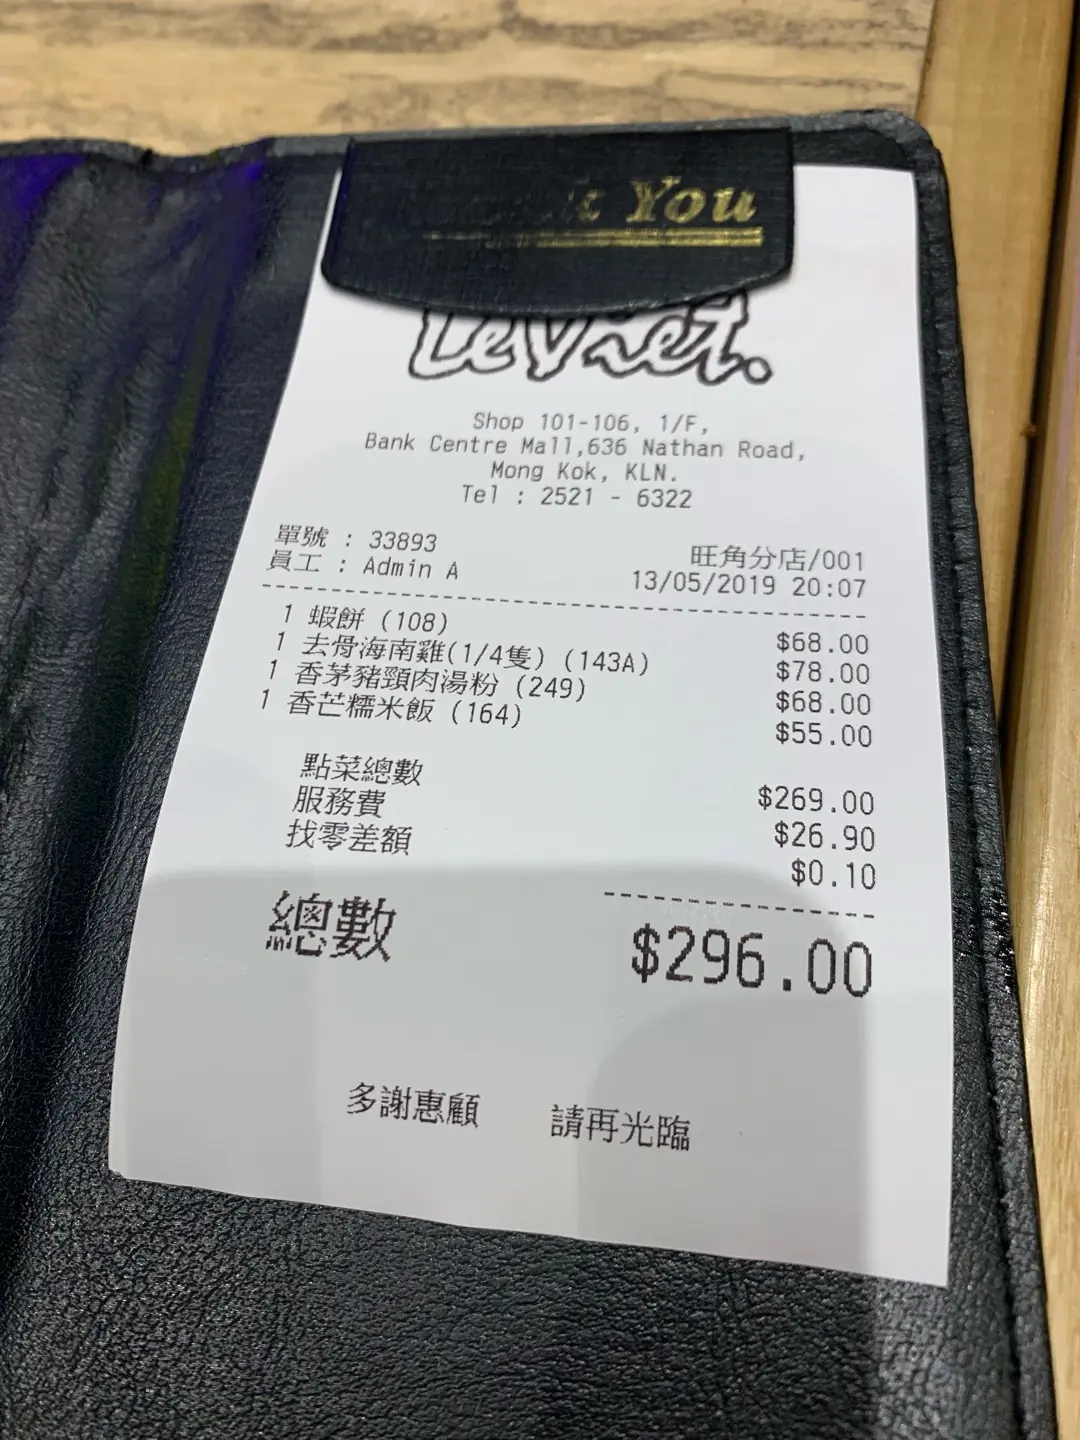 You
Le Viet.
Shop 101-106, 1/F,
Bank Centre Mall,636 Nathan Road,
Mong Kok, KLN.
Tel : 2521 - 6322
單號 : 33893
員工 : Admin A
旺角分店/001
13/05/2019 20:07
1 蝦餅 (108) $68.00
1 去骨海南雞(1/4隻) (143A) $78.00
1 香茅豬頸肉湯粉 (249) $68.00
1 香芒糯米飯 (164) $55.00
點菜總數 $269.00
服務費 $26.90
找零差額 $0.10
總數 $296.00
多謝惠顧 請再光臨